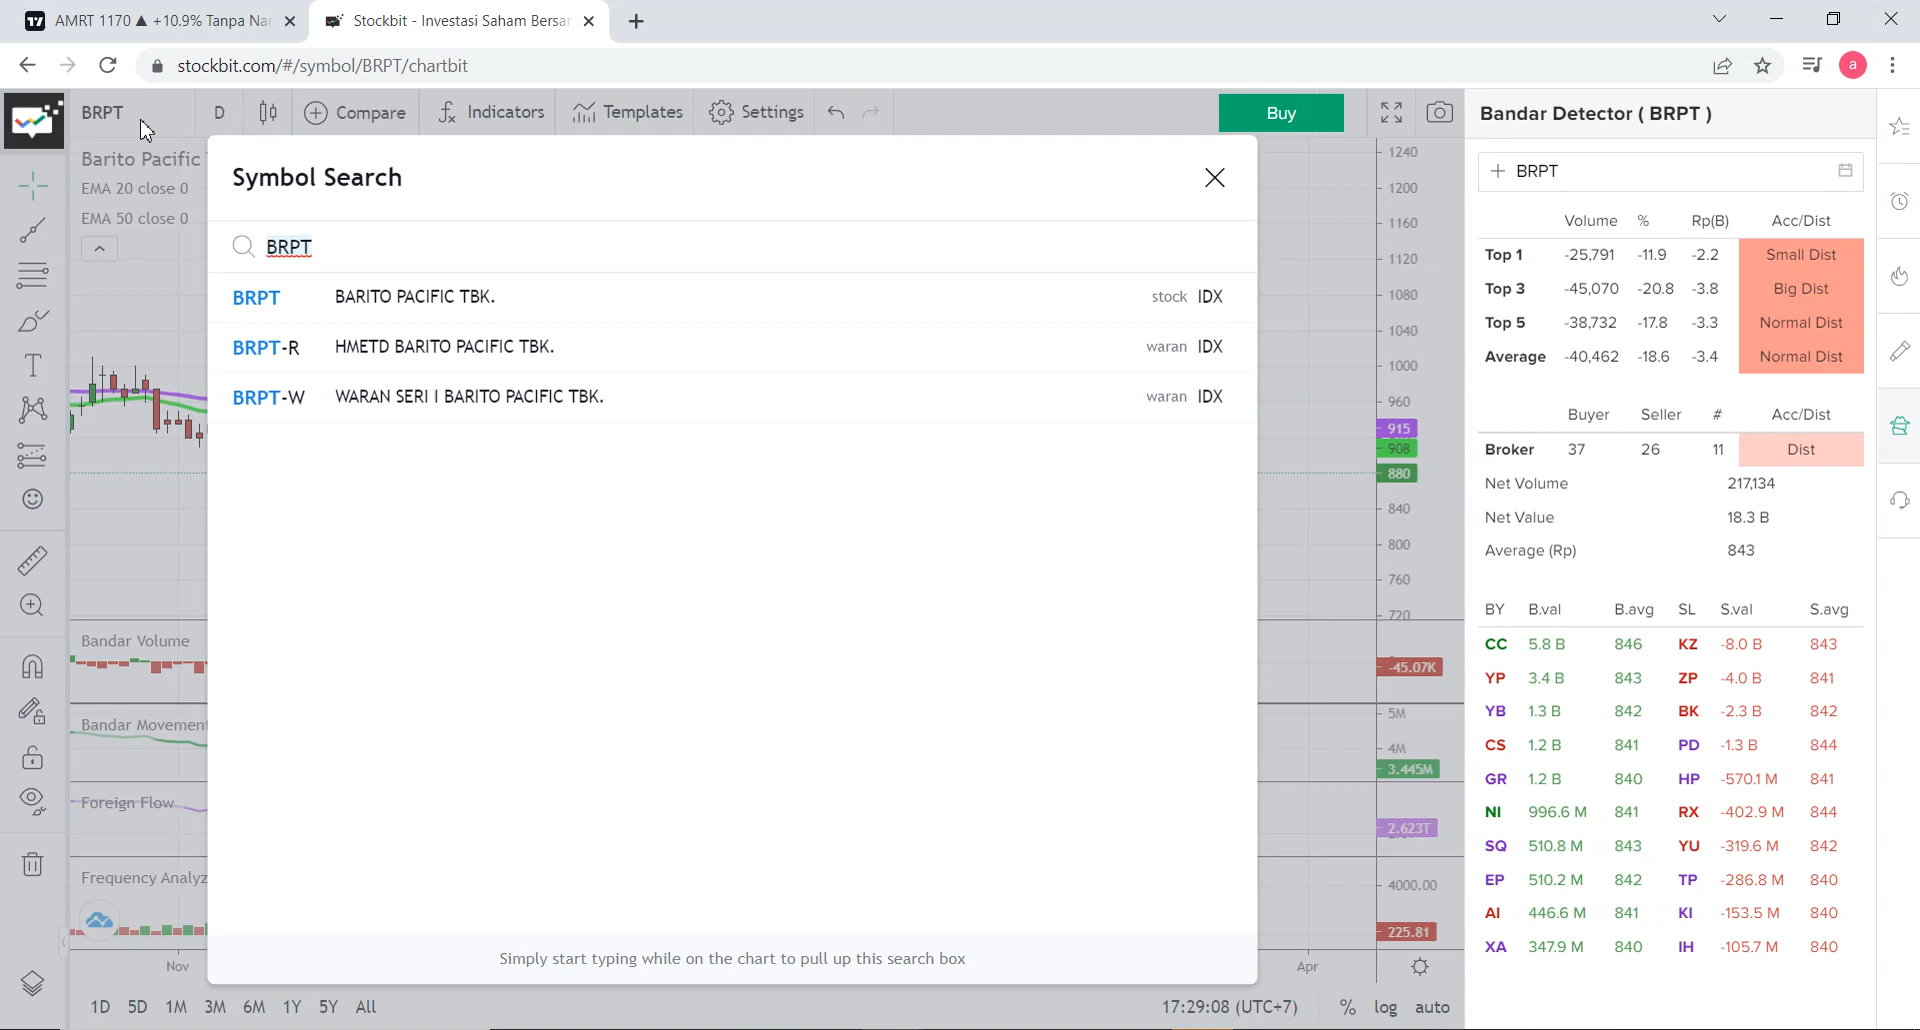 AMRT 1170 ▲ +10.9% Tanpa Nar
Stockbit - Investasi Saham Bersar
stockbit.com/#/symbol/BRPT/chartbit
a
BRPT
D
Compare
Indicators
Templates
Settings
Buy
Bandar Detector ( BRPT )
Barito Pacific
EMA 20 close 0
EMA 50 close 0
Symbol Search
BRPT
BRPT BARITO PACIFIC TBK. stock IDX
BRPT-R HMETD BARITO PACIFIC TBK. waran IDX
BRPT-W WARAN SERI I BARITO PACIFIC TBK. waran IDX
Simply start typing while on the chart to pull up this search box
Bandar Volume
Bandar Movement
Foreign Flow
Frequency Analyz
Nov
Apr
1240
1200
1160
1120
1080
1040
1000
960
915
908
880
840
800
760
720
-45.07K
5M
4M
3.445M
2.623T
4000.00
225.81
1D 5D 1M 3M 6M 1Y 5Y All
17:29:08 (UTC+7) % log auto
BRPT
Volume % Rp(B) Acc/Dist
Top 1 -25,791 -11.9 -2.2 Small Dist
Top 3 -45,070 -20.8 -3.8 Big Dist
Top 5 -38,732 -17.8 -3.3 Normal Dist
Average -40,462 -18.6 -3.4 Normal Dist
Buyer Seller # Acc/Dist
Broker 37 26 11 Dist
Net Volume 217,134
Net Value 18.3 B
Average (Rp) 843
BY B.val B.avg SL S.val S.avg
CC 5.8 B 846 KZ -8.0 B 843
YP 3.4 B 843 ZP -4.0 B 841
YB 1.3 B 842 BK -2.3 B 842
CS 1.2 B 841 PD -1.3 B 844
GR 1.2 B 840 HP -570.1 M 841
NI 996.6 M 841 RX -402.9 M 844
SQ 510.8 M 843 YU -319.6 M 842
EP 510.2 M 842 TP -286.8 M 840
AI 446.6 M 841 KI -153.5 M 840
XA 347.9 M 840 IH -105.7 M 840